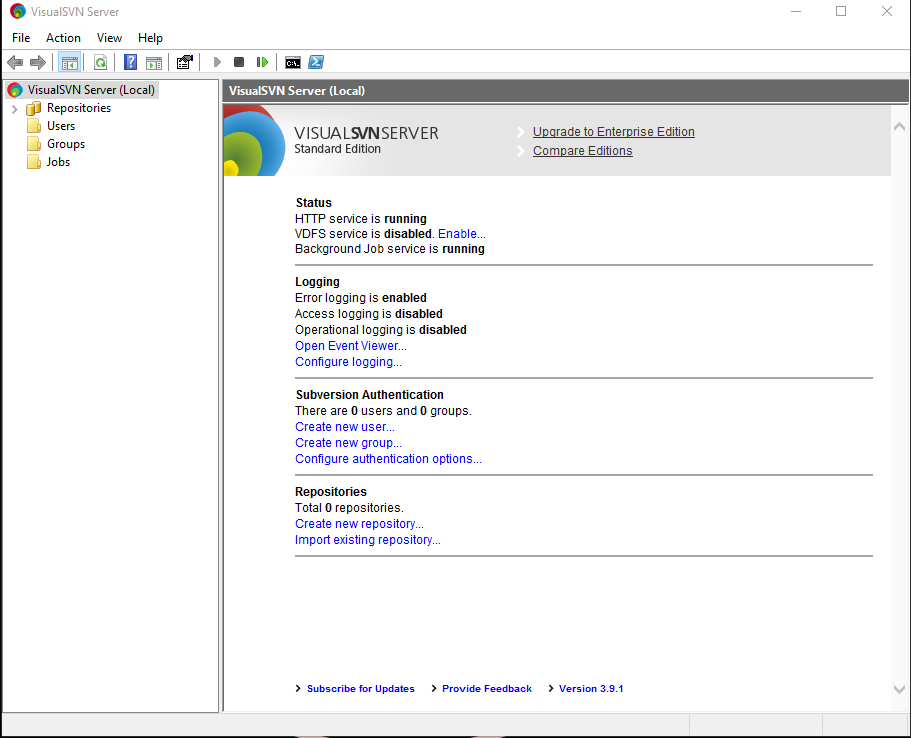 VisualSVN Server
File Action View Help
VisualSVN Server (Local)
Repositories
Users
Groups
Jobs
VisualSVN Server (Local)
VISUALSVNSERVER
Standard Edition
Upgrade to Enterprise Edition
Compare Editions
Status
HTTP service is running
VDFS service is disabled. Enable...
Background Job service is running
Logging
Error logging is enabled
Access logging is disabled
Operational logging is disabled
Open Event Viewer...
Configure logging...
Subversion Authentication
There are 0 users and 0 groups.
Create new user...
Create new group...
Configure authentication options...
Repositories
Total 0 repositories.
Create new repository...
Import existing repository...
Subscribe for Updates Provide Feedback Version 3.9.1